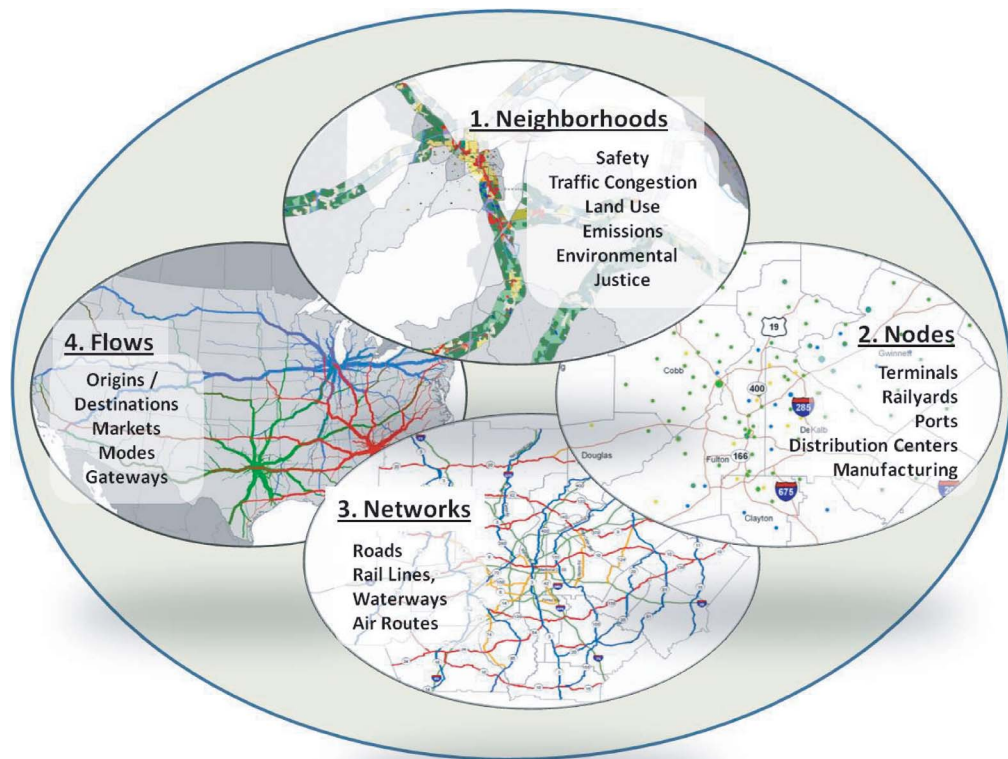 1. Neighborhoods
Safety
Traffic Congestion
Land Use
Emissions
Environmental
Justice
4. Flows
Origins /
Destinations
Markets
Modes
Gateways
2. Nodes
Terminals
Railyards
Ports
Distribution Centers
Manufacturing
19
Gwinnett
Cobb
400
285
DeKalb
Douglas
Fulton
166
675
Clayton
3. Networks
Roads
Rail Lines,
Waterways
Air Routes